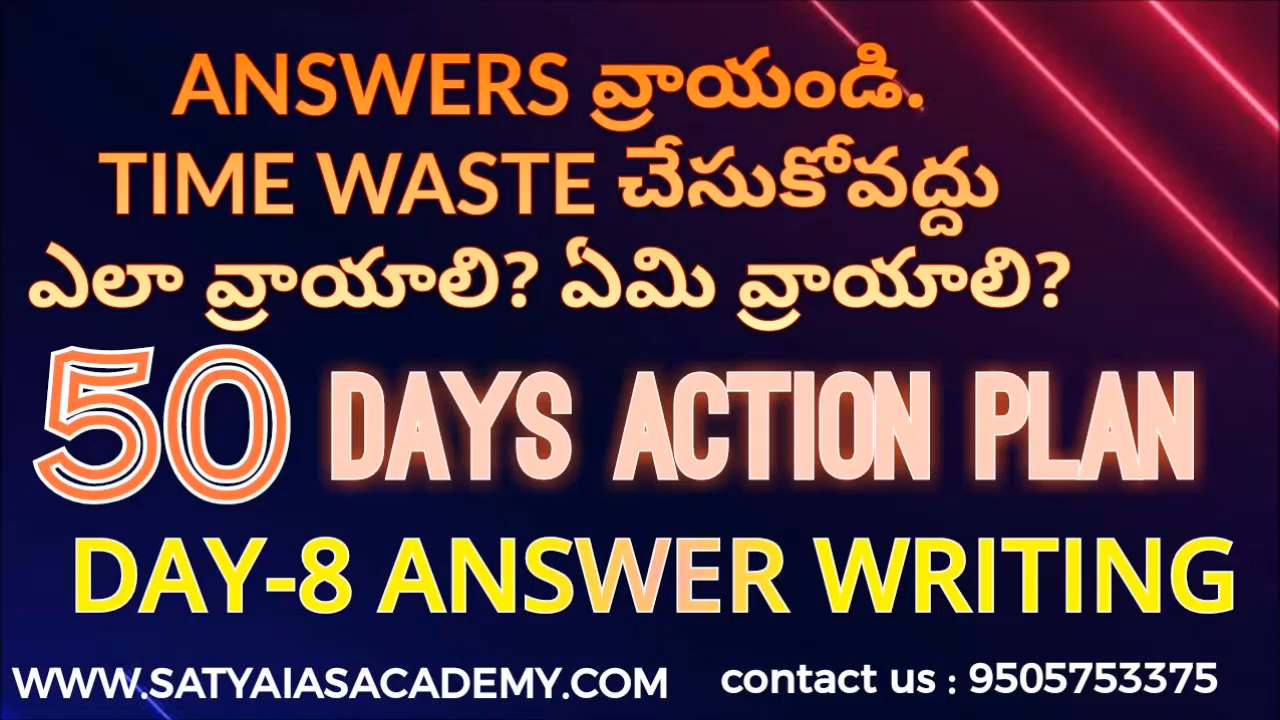 ANSWERS వ్రాయండి.
TIME WASTE చేసుకోవద్దు
ఎలా వ్రాయాలి? ఏమి వ్రాయాలి?
50 DAYS ACTION PLAN
DAY-8 ANSWER WRITING
WWW.SATYAIASACADEMY.COM contact us : 9505753375